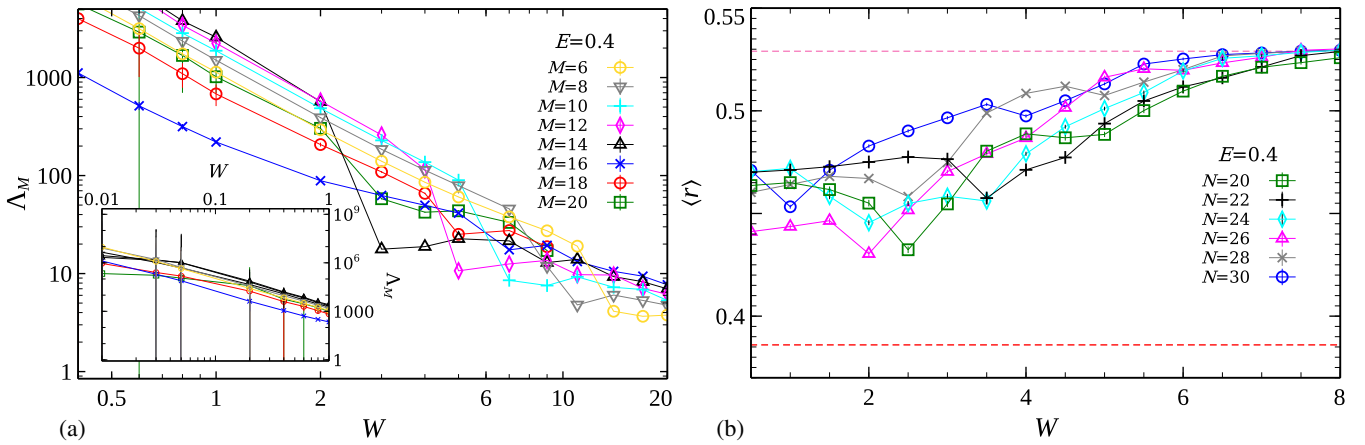 1000
100
10
1
Λ_M
0.5
1
2
6
20
W
(a)
E=0.4
M=6
M=8
M=10
M=12
M=14
M=16
M=18
M=20
W
0.01
0.1
1
10^9
10^6
1000
1
Λ_M
0.55
0.5
0.4
⟨r⟩
2
4
6
8
W
(b)
E=0.4
N=20
N=22
N=24
N=26
N=28
N=30